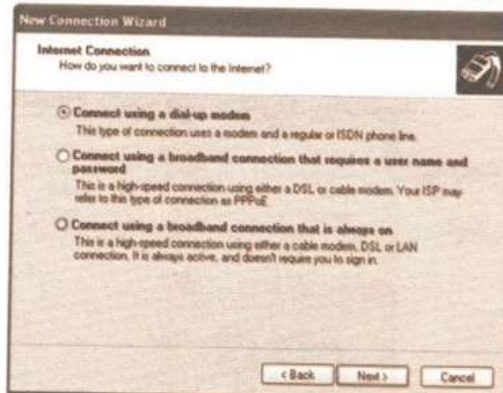 New Connection Wizard
Internet Connection
How do you want to connect to the Internet?
Connect using a dial-up modem
This type of connection uses a modem and a regular or ISDN phone line.
Connect using a broadband connection that requires a user name and
password
This is a high-speed connection using either a DSL or cable modem. Your ISP may
refer to this type of connection as PPPoE.
Connect using a broadband connection that is always on
This is a high-speed connection using either a cable modem, DSL or LAN
connection. It is always active, and doesn't require you to sign in.
< Back
Next >
Cancel